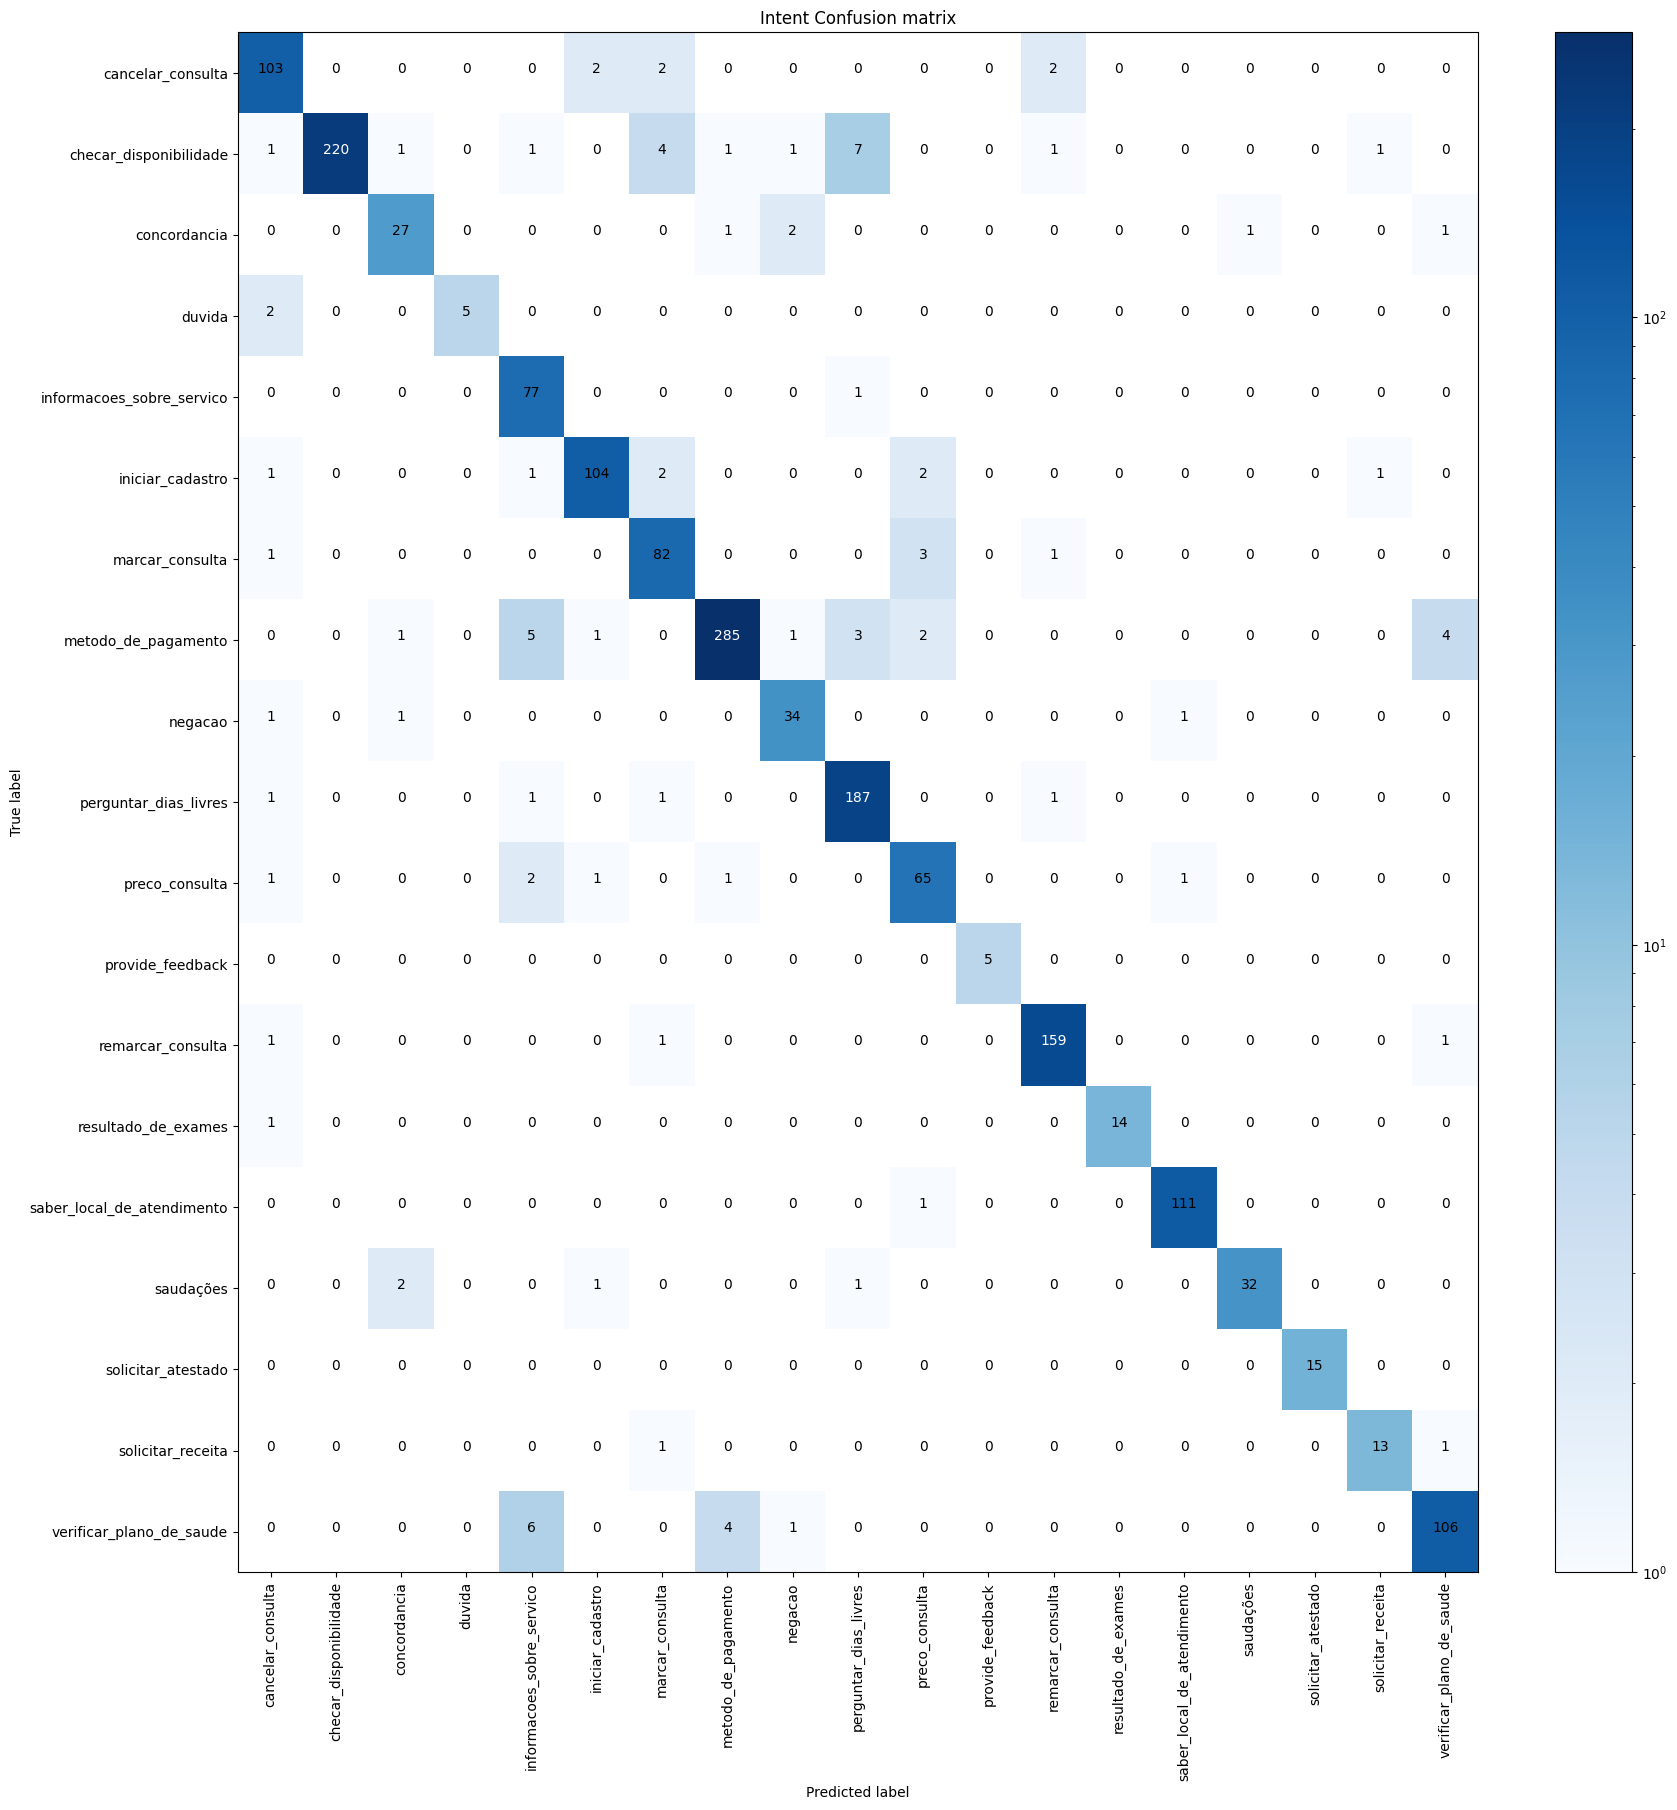 Intent Confusion matrix
cancelar_consulta 103 0 0 0 0 2 2 0 0 0 0 0 2 0 0 0 0 0 0
checar_disponibilidade 1 220 1 0 1 0 4 1 1 7 0 0 1 0 0 0 0 1 0
concordancia 0 0 27 0 0 0 0 1 2 0 0 0 0 0 0 1 0 0 1
duvida 2 0 0 5 0 0 0 0 0 0 0 0 0 0 0 0 0 0 0
informacoes_sobre_servico 0 0 0 0 77 0 0 0 0 1 0 0 0 0 0 0 0 0 0
iniciar_cadastro 1 0 0 0 1 104 2 0 0 0 2 0 0 0 0 0 0 1 0
marcar_consulta 1 0 0 0 0 0 82 0 0 0 3 0 1 0 0 0 0 0 0
metodo_de_pagamento 0 0 1 0 5 1 0 285 1 3 2 0 0 0 0 0 0 0 4
negacao 1 0 1 0 0 0 0 0 34 0 0 0 0 0 1 0 0 0 0
perguntar_dias_livres 1 0 0 0 1 0 1 0 0 187 0 0 1 0 0 0 0 0 0
preco_consulta 1 0 0 0 2 1 0 1 0 0 65 0 0 0 1 0 0 0 0
provide_feedback 0 0 0 0 0 0 0 0 0 0 0 5 0 0 0 0 0 0 0
remarcar_consulta 1 0 0 0 0 0 1 0 0 0 0 0 159 0 0 0 0 0 1
resultado_de_exames 1 0 0 0 0 0 0 0 0 0 0 0 0 14 0 0 0 0 0
saber_local_de_atendimento 0 0 0 0 0 0 0 0 0 0 1 0 0 0 111 0 0 0 0
saudações 0 0 2 0 0 1 0 0 0 1 0 0 0 0 0 32 0 0 0
solicitar_atestado 0 0 0 0 0 0 0 0 0 0 0 0 0 0 0 0 15 0 0
solicitar_receita 0 0 0 0 0 0 1 0 0 0 0 0 0 0 0 0 0 13 1
verificar_plano_de_saude 0 0 0 0 6 0 0 4 1 0 0 0 0 0 0 0 0 0 106
True label
cancelar_consulta
checar_disponibilidade
concordancia
duvida
informacoes_sobre_servico
iniciar_cadastro
marcar_consulta
metodo_de_pagamento
negacao
perguntar_dias_livres
preco_consulta
provide_feedback
remarcar_consulta
resultado_de_exames
saber_local_de_atendimento
saudações
solicitar_atestado
solicitar_receita
verificar_plano_de_saude
Predicted label
10²
10¹
10⁰